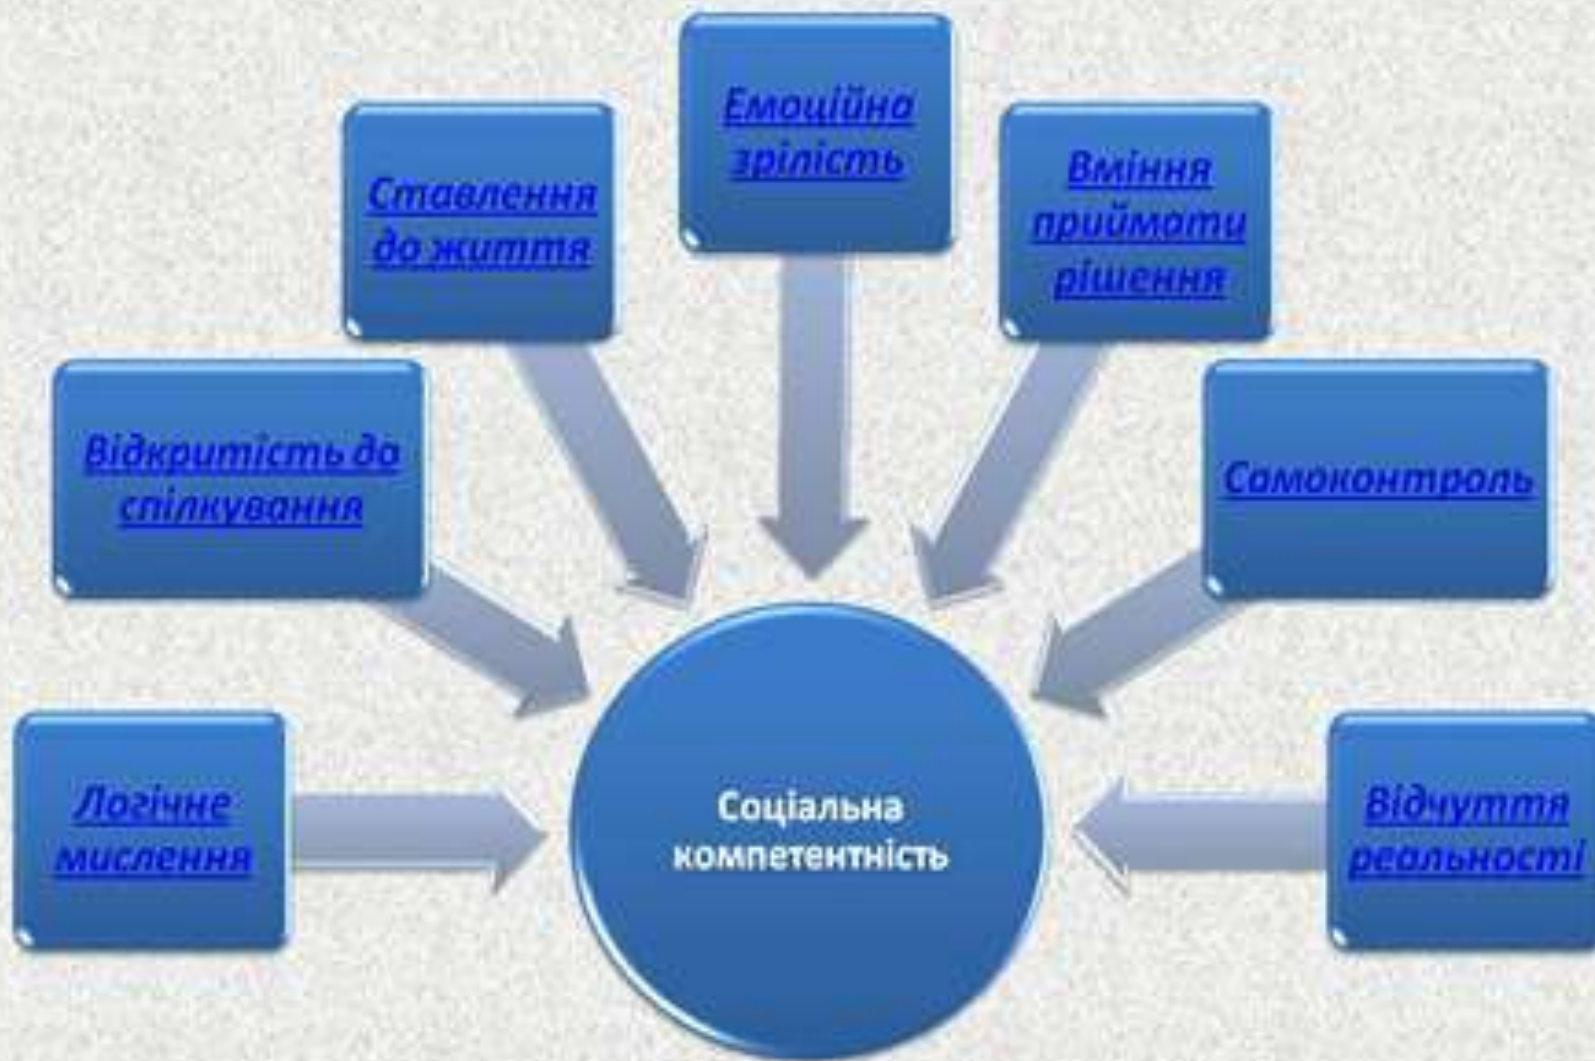 Емоційна
зрілість
Ставлення
до життя
Вміння
приймати
рішення
Відкритість до
спілкування
Самоконтроль
Логічне
мислення
Соціальна
компетентність
Відчуття
реальності